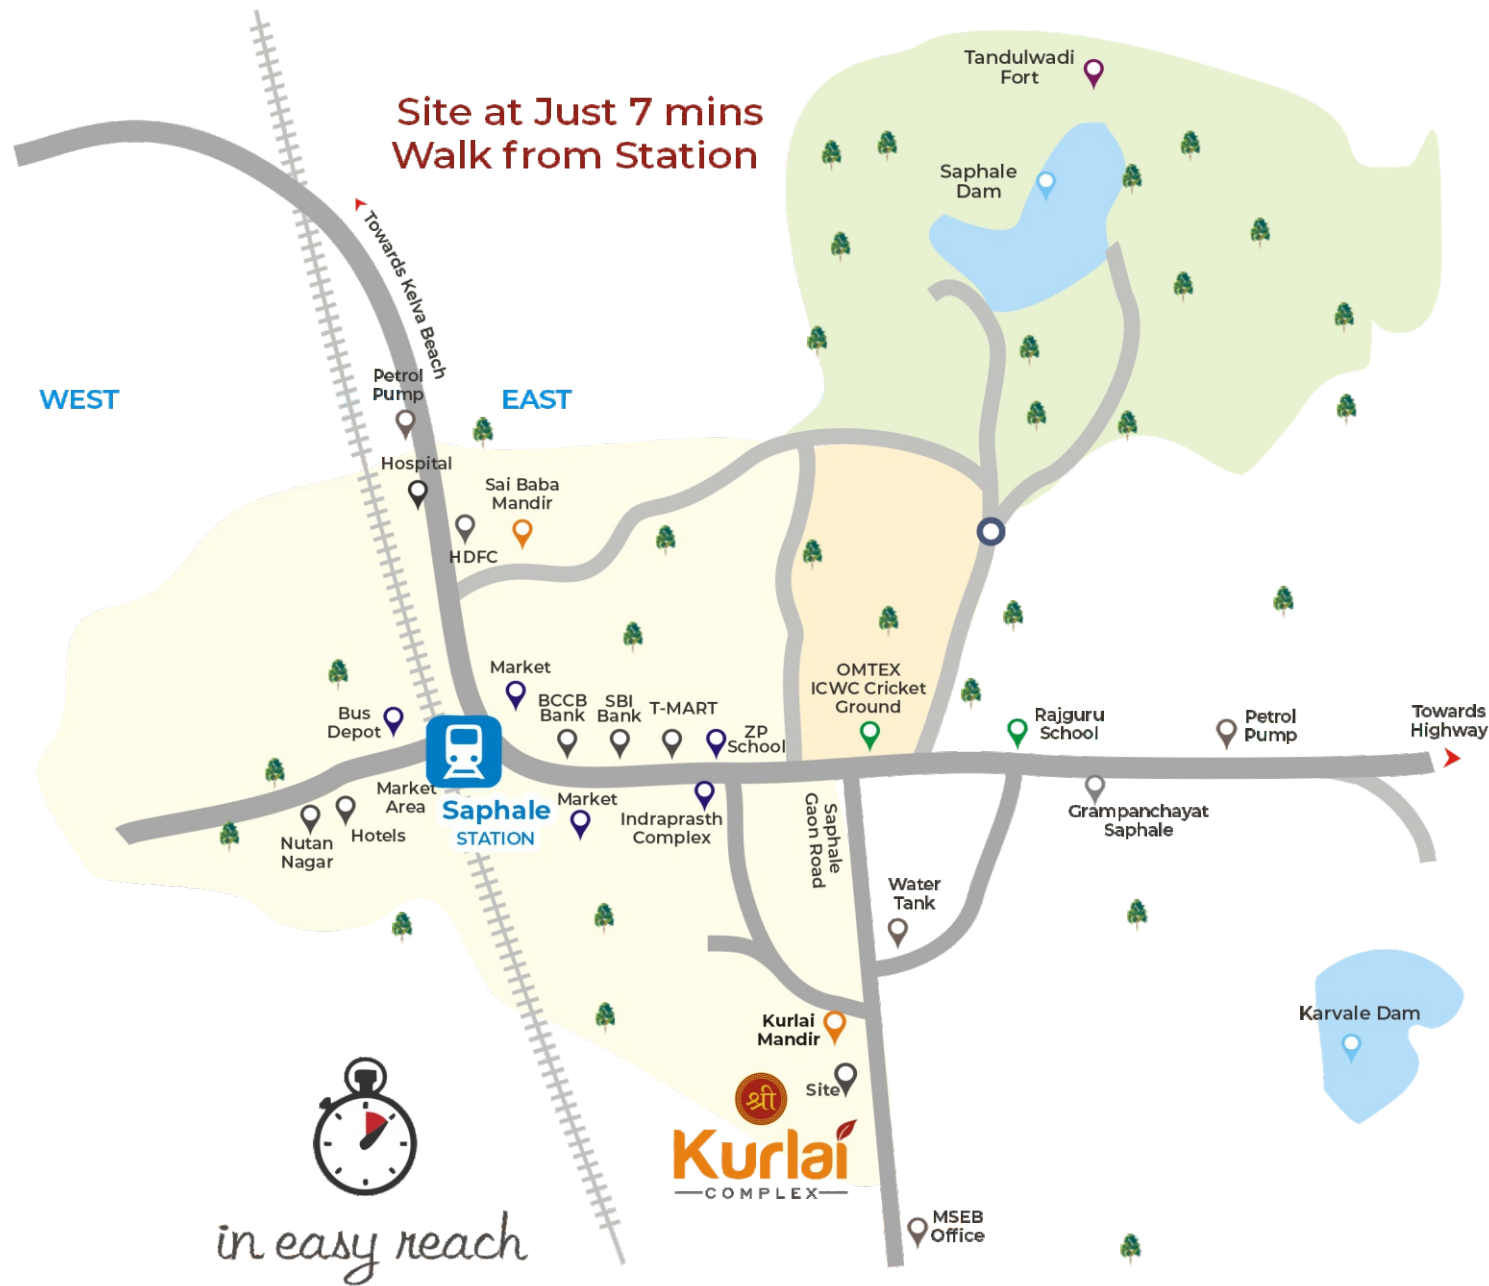 Site at Just 7 mins
Walk from Station
Tandulwadi
Fort
Saphale
Dam
Towards Kelva Beach
WEST
EAST
Petrol
Pump
Hospital
Sai Baba
Mandir
HDFC
Market
BCCB
Bank
SBI
Bank
T-MART
ZP
School
OMTEX
ICWC Cricket
Ground
Rajguru
School
Petrol
Pump
Towards
Highway
Bus
Depot
Market
Area
Hotels
Nutan
Nagar
Saphale
STATION
Market
Indraprasth
Complex
Saphale
Gaon Road
Grampanchayat
Saphale
Water
Tank
Kurlai
Mandir
Site
Karvale Dam
श्री
Kurlai
COMPLEX
MSEB
Office
in easy reach